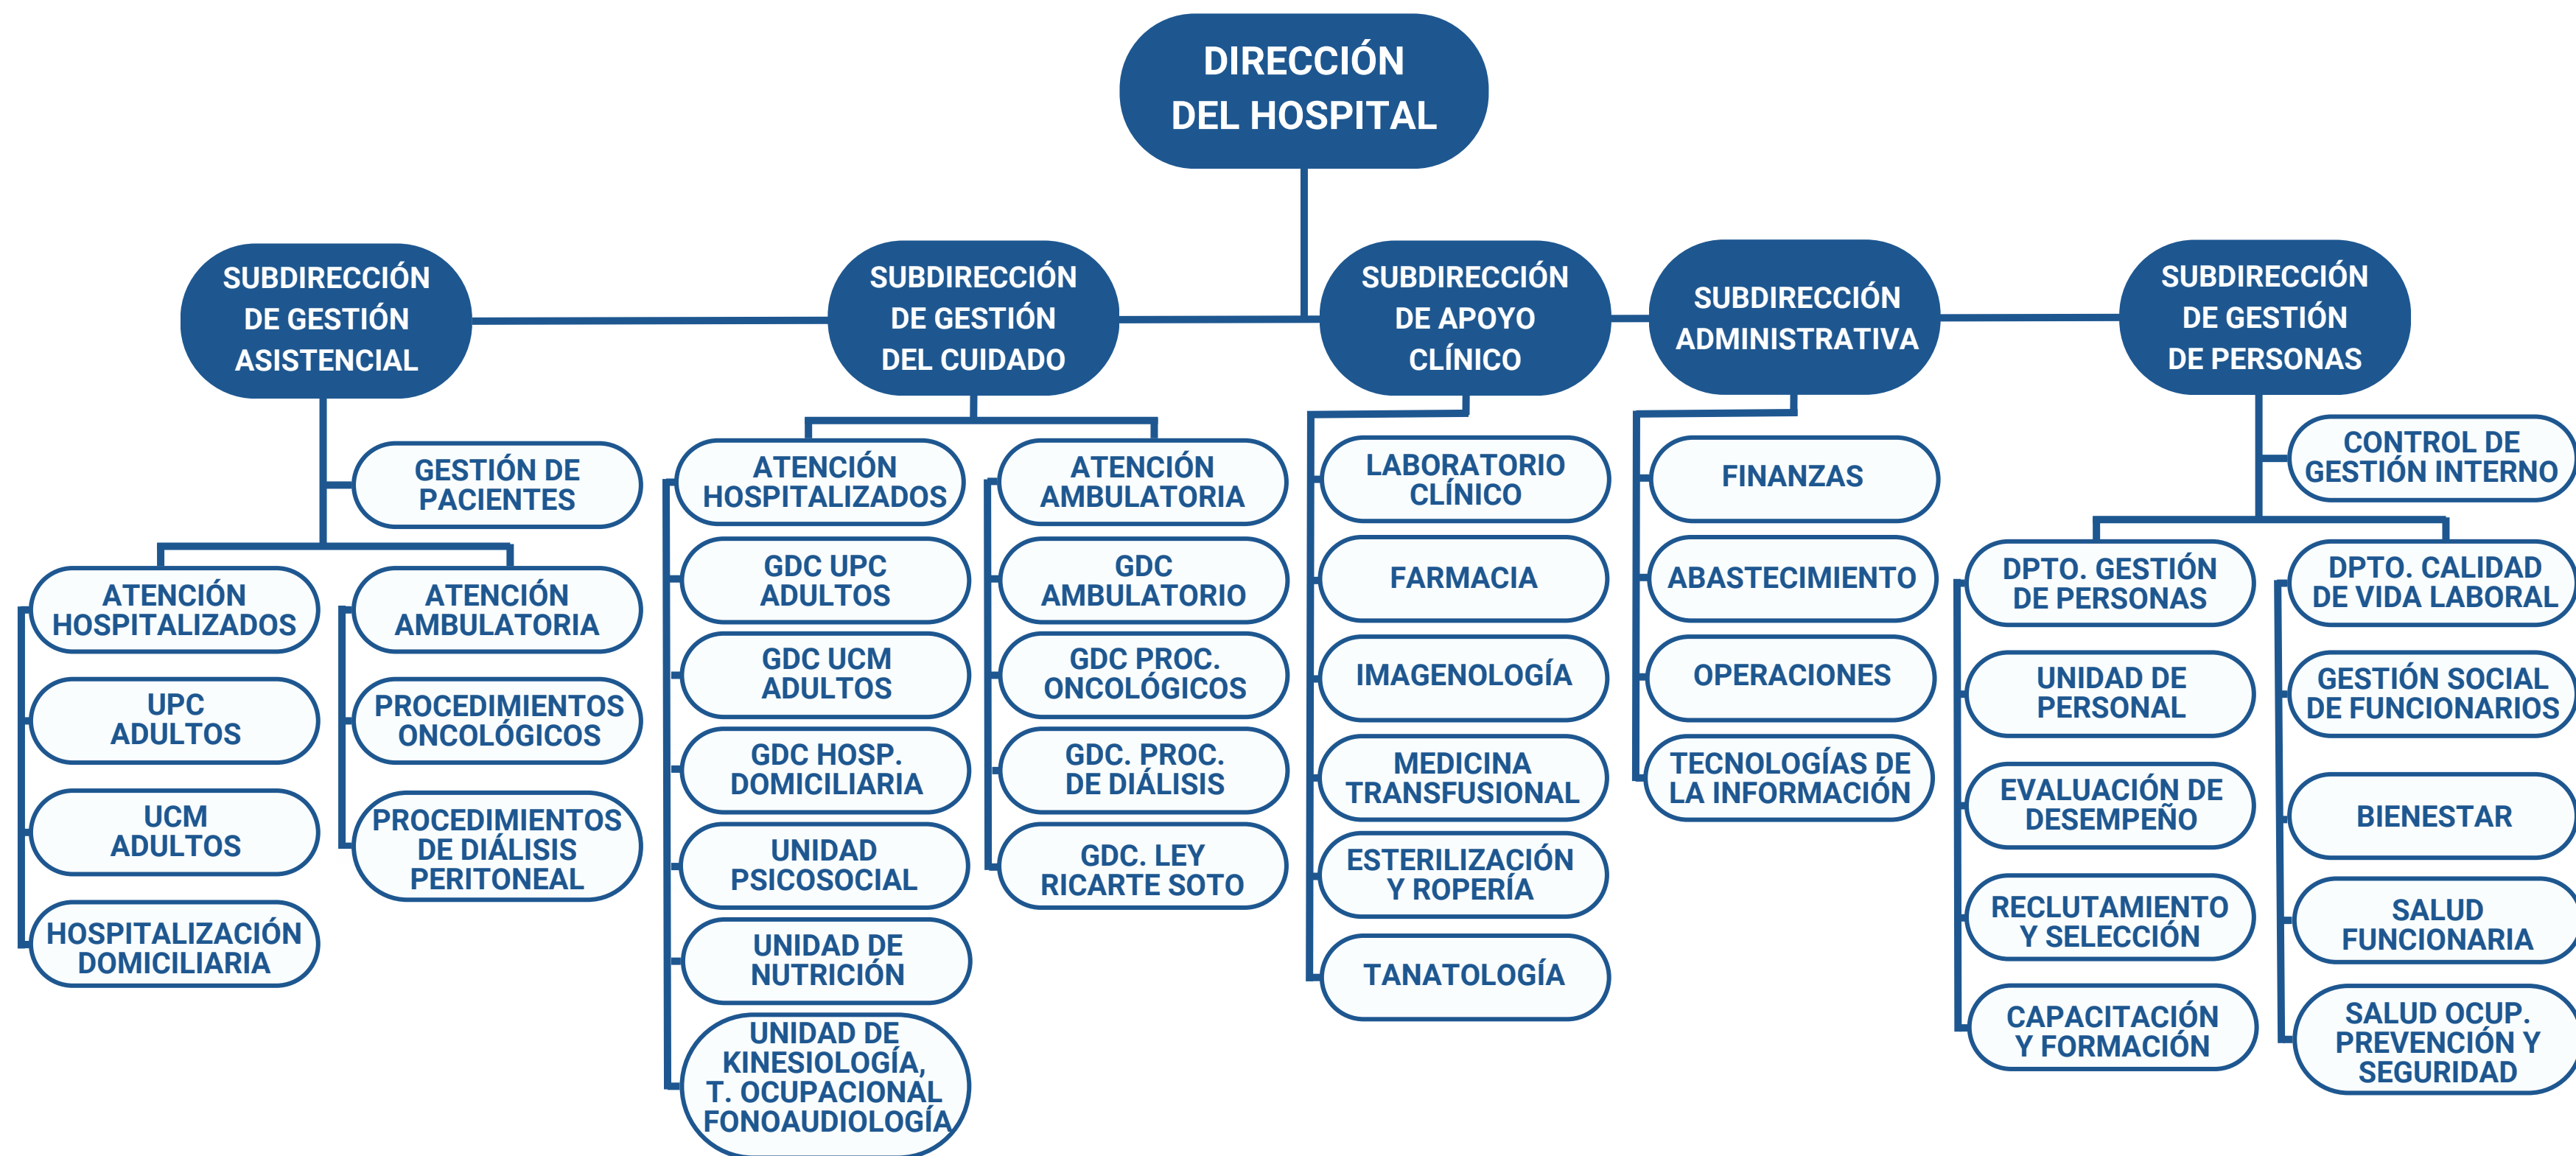 DIRECCIÓN
DEL HOSPITAL
SUBDIRECCIÓN
DE GESTIÓN
ASISTENCIAL
GESTIÓN DE
PACIENTES
ATENCIÓN
HOSPITALIZADOS
UPC
ADULTOS
UCM
ADULTOS
HOSPITALIZACIÓN
DOMICILIARIA
ATENCIÓN
AMBULATORIA
PROCEDIMIENTOS
ONCOLÓGICOS
PROCEDIMIENTOS
DE DIÁLISIS
PERITONEAL
SUBDIRECCIÓN
DE GESTIÓN
DEL CUIDADO
ATENCIÓN
HOSPITALIZADOS
GDC UPC
ADULTOS
GDC UCM
ADULTOS
GDC HOSP.
DOMICILIARIA
UNIDAD
PSICOSOCIAL
UNIDAD DE
NUTRICIÓN
UNIDAD DE
KINESIOLOGÍA,
T. OCUPACIONAL
FONOAUDIOLOGÍA
ATENCIÓN
AMBULATORIA
GDC
AMBULATORIO
GDC PROC.
ONCOLÓGICOS
GDC. PROC.
DE DIÁLISIS
GDC. LEY
RICARTE SOTO
SUBDIRECCIÓN
DE APOYO
CLÍNICO
LABORATORIO
CLÍNICO
FARMACIA
IMAGENOLOGÍA
MEDICINA
TRANSFUSIONAL
ESTERILIZACIÓN
Y ROPERÍA
TANATOLOGÍA
SUBDIRECCIÓN
ADMINISTRATIVA
FINANZAS
ABASTECIMIENTO
OPERACIONES
TECNOLOGÍAS DE
LA INFORMACIÓN
SUBDIRECCIÓN
DE GESTIÓN
DE PERSONAS
CONTROL DE
GESTIÓN INTERNO
DPTO. GESTIÓN
DE PERSONAS
UNIDAD DE
PERSONAL
EVALUACIÓN DE
DESEMPEÑO
RECLUTAMIENTO
Y SELECCIÓN
CAPACITACIÓN
Y FORMACIÓN
DPTO. CALIDAD
DE VIDA LABORAL
GESTIÓN SOCIAL
DE FUNCIONARIOS
BIENESTAR
SALUD
FUNCIONARIA
SALUD OCUP.
PREVENCIÓN Y
SEGURIDAD